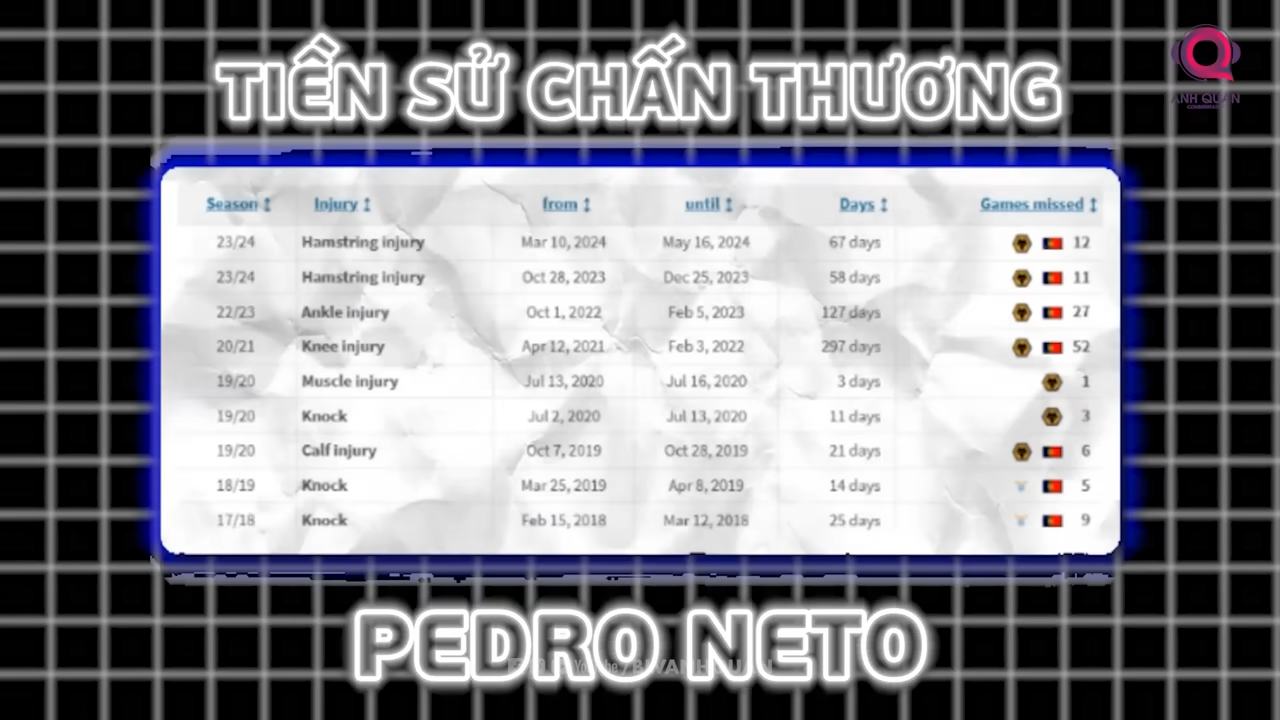 TIỀN SỬ CHẤN THƯƠNG
ANH QUÂN
Season ↕ Injury ↕ from ↕ until ↕ Days ↕ Games missed ↕
23/24 Hamstring injury Mar 10, 2024 May 16, 2024 67 days 12
23/24 Hamstring injury Oct 28, 2023 Dec 25, 2023 58 days 11
22/23 Ankle injury Oct 1, 2022 Feb 5, 2023 127 days 27
20/21 Knee injury Apr 12, 2021 Feb 3, 2022 297 days 52
19/20 Muscle injury Jul 13, 2020 Jul 16, 2020 3 days 1
19/20 Knock Jul 2, 2020 Jul 13, 2020 11 days 3
19/20 Calf injury Oct 7, 2019 Oct 28, 2019 21 days 6
18/19 Knock Mar 25, 2019 Apr 8, 2019 14 days 5
17/18 Knock Feb 15, 2018 Mar 12, 2018 25 days 9
PEDRO NETO